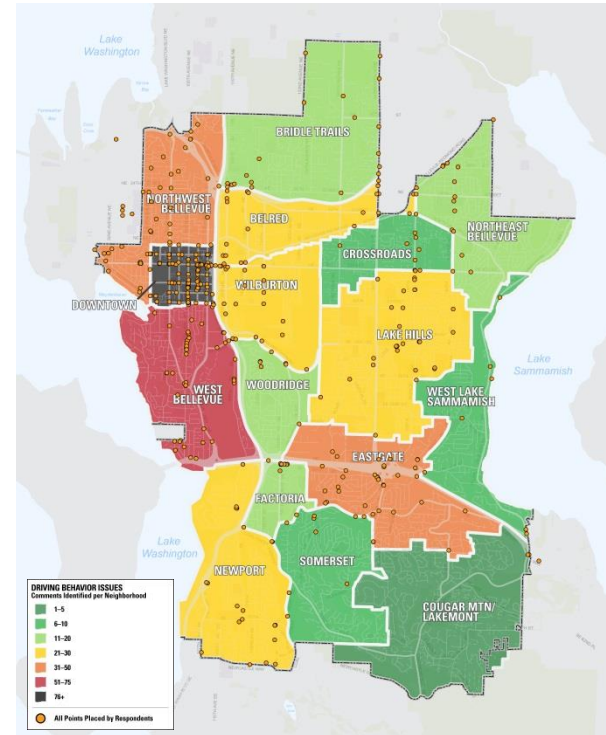 Lake
Washington
BRIDLE TRAILS
NORTHWEST
BELLEVUE
BELRED
NORTHEAST
BELLEVUE
CROSSROADS
WILBURTON
DOWNTOWN
LAKE HILLS
Lake
Sammamish
WEST
BELLEVUE
WOODRIDGE
WEST LAKE
SAMMAMISH
EASTGATE
FACTORIA
Lake
Washington
SOMERSET
NEWPORT
COUGAR MTN/
LAKEMONT
DRIVING BEHAVIOR ISSUES
Comments Identified per Neighborhood
1–5
6–10
11–20
21–30
31–50
51–75
76+
All Points Placed by Respondents